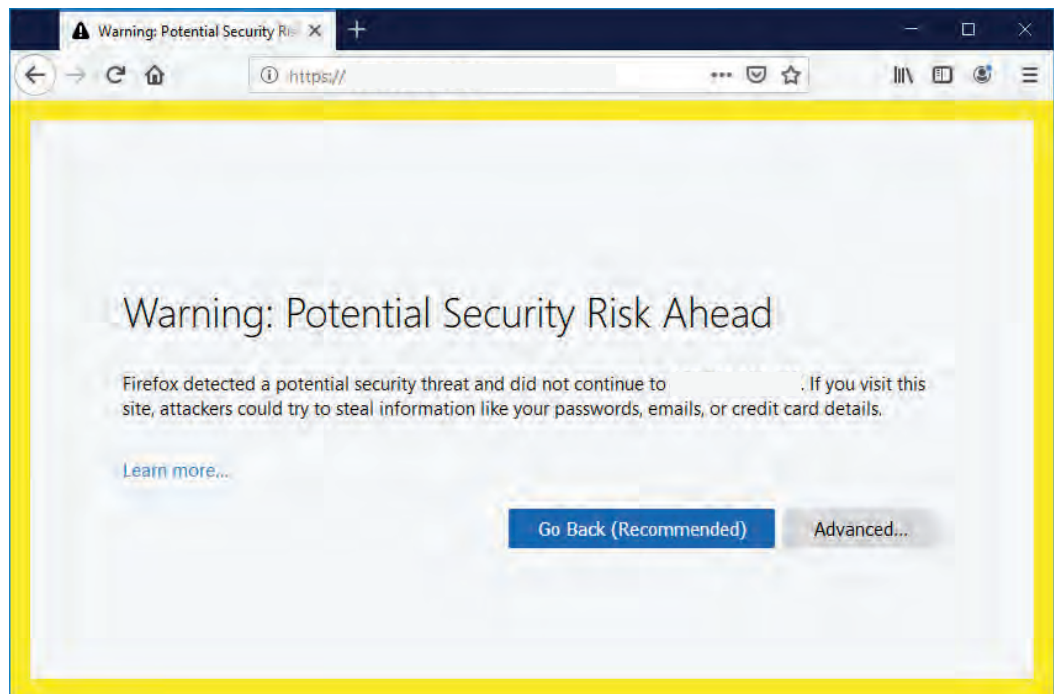 Warning: Potential Security Ris
https://
Warning: Potential Security Risk Ahead
Firefox detected a potential security threat and did not continue to . If you visit this
site, attackers could try to steal information like your passwords, emails, or credit card details.
Learn more...
Go Back (Recommended) Advanced...